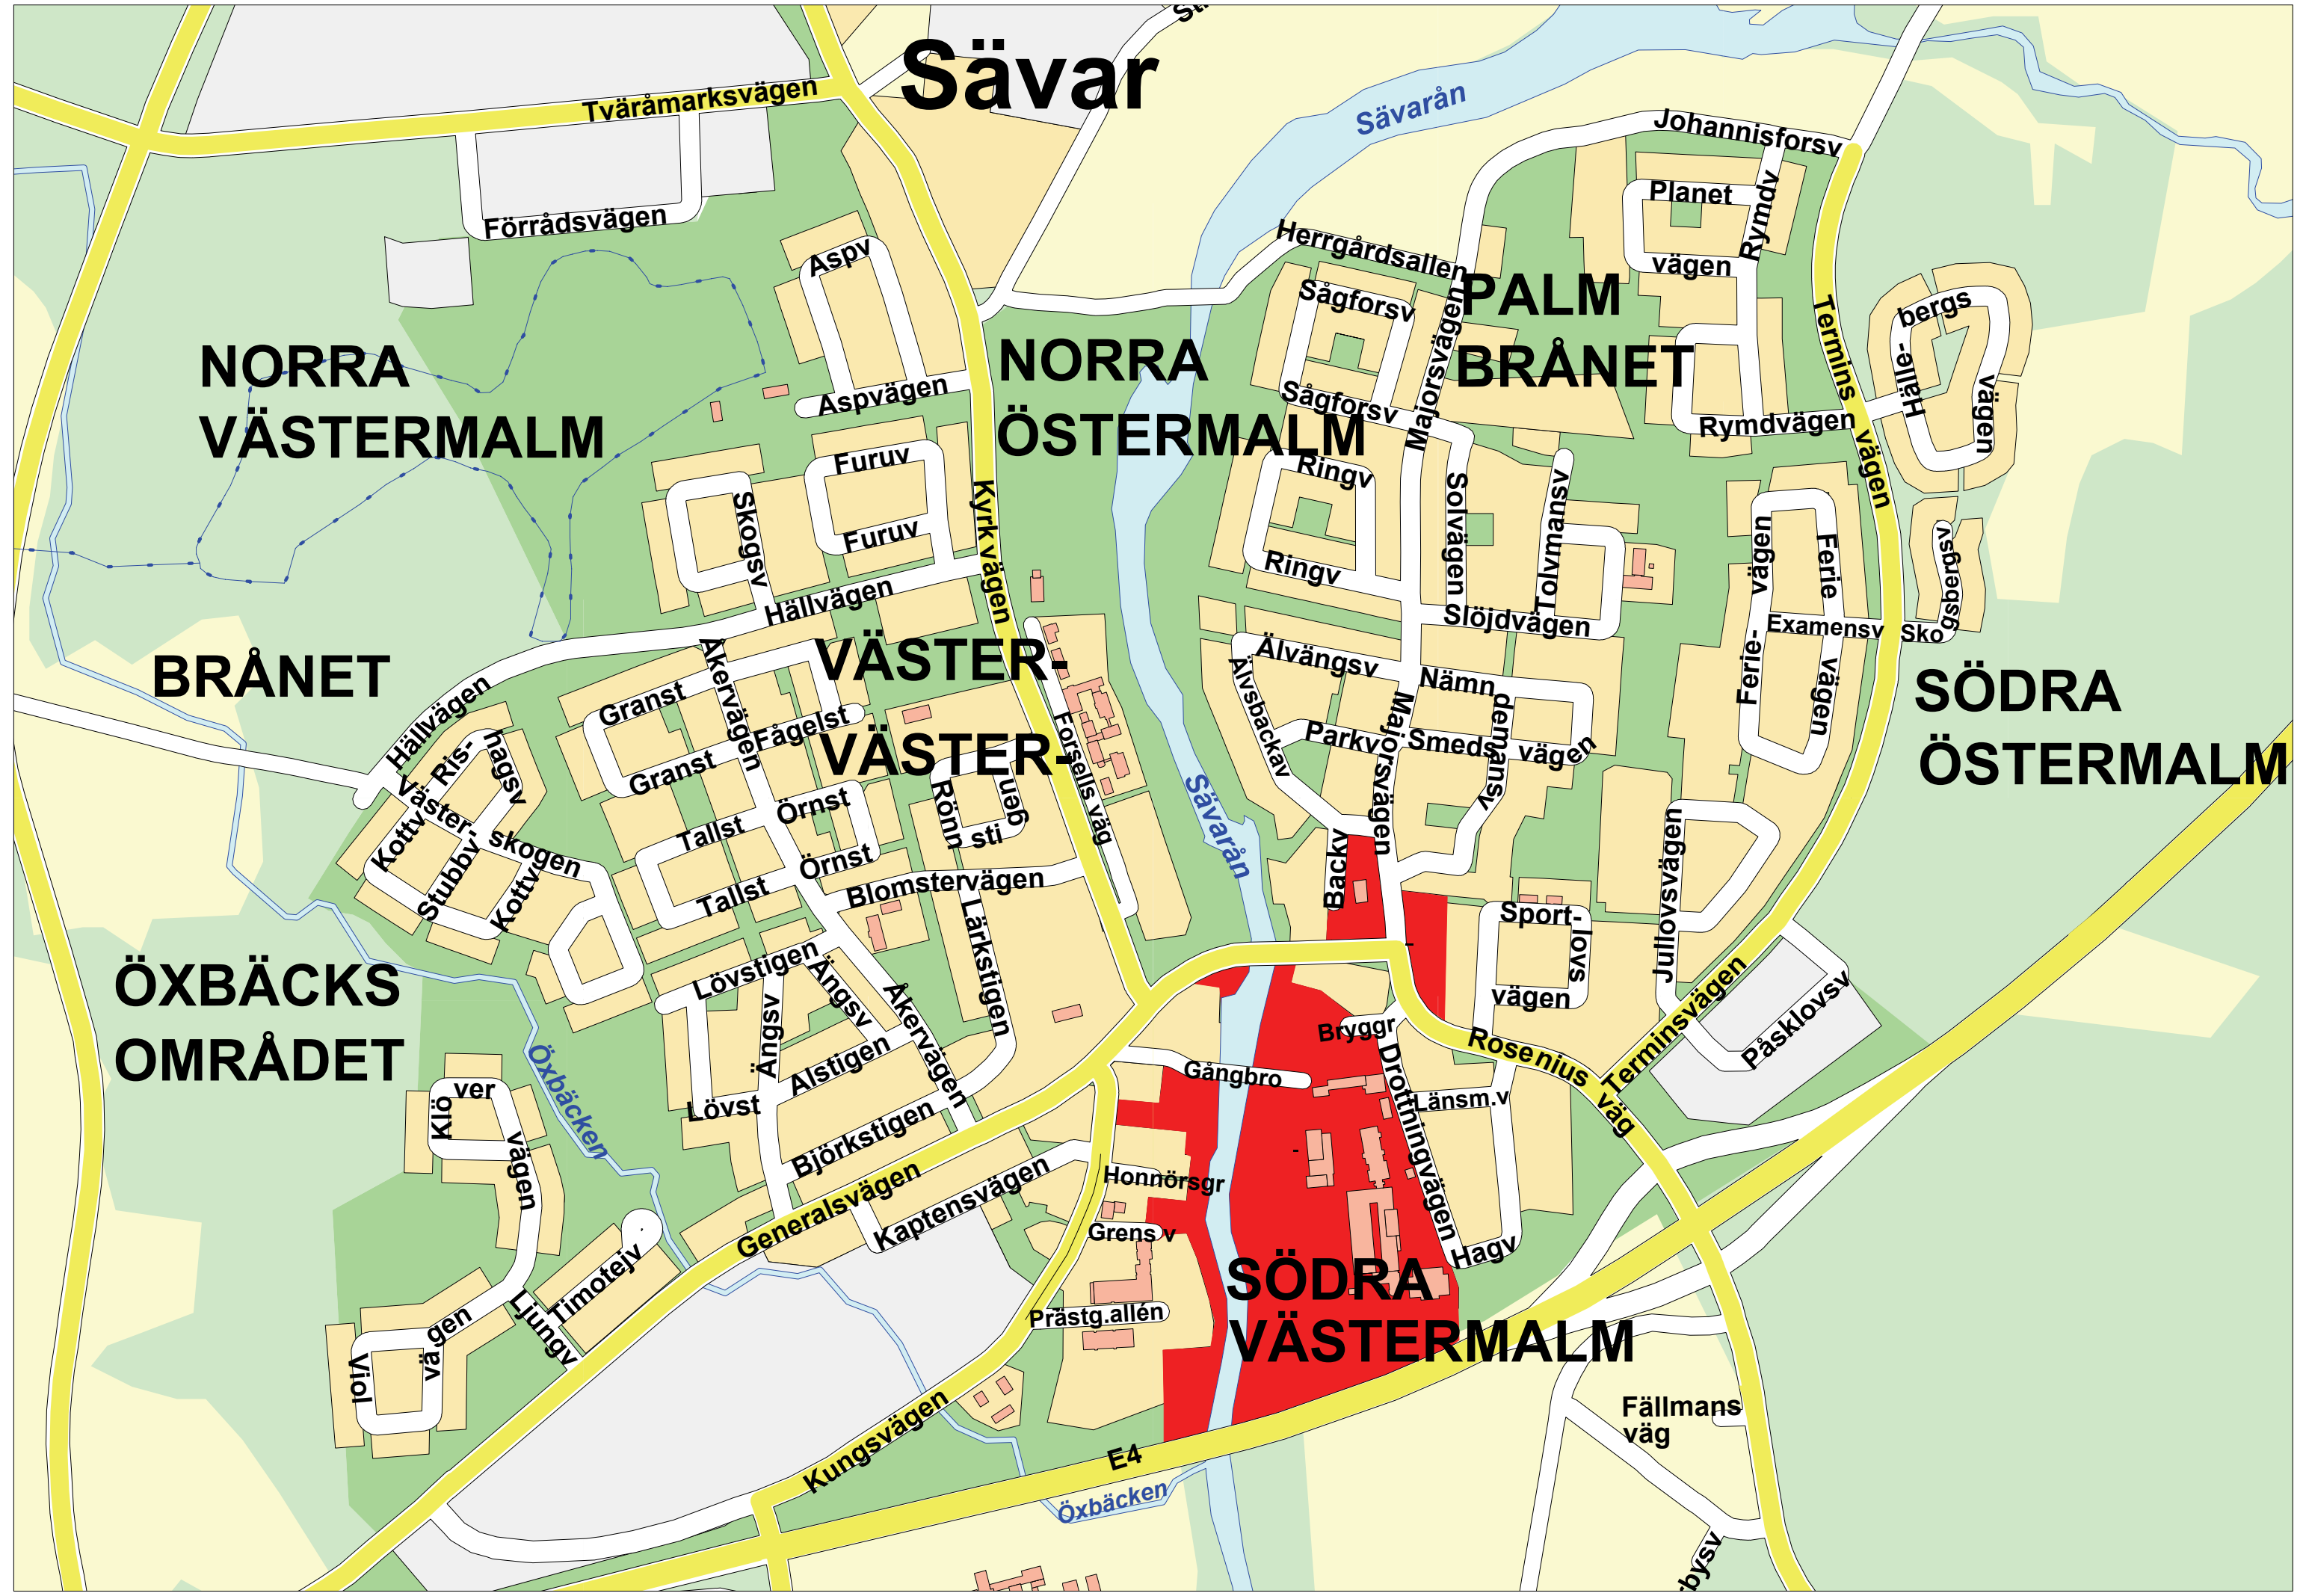 Sävar
Tväråmarksvägen
Sävarån
Johannisforsv
Planet
Rymdv
vägen
Förrådsvägen
Aspv
Herrgårdsallen
Sågforsv
PALM
BRÅNET
Majorsvägen
Termins
vägen
bergs
Hälle-
vägen
NORRA
VÄSTERMALM
NORRA
ÖSTERMALM
Aspvägen
Sågforsv
Rymdvägen
Furuv
Furuv
Skogsv
Kyrk
vägen
Ringv
Ringv
Solvägen
Tolvmansv
Slöjdvägen
Ferie-
vägen
Ferie
vägen
Examensv
Sko
gsbergsv
Hällvägen
Hällvägen
BRÅNET
VÄSTER-
VÄSTER-
Åkervägen
Granst
Granst
Fågelst
Forsells väg
Älvängsv
Älvsbackav
Nämn
demansv
Parkv
Smeds
vägen
Majorsvägen
SÖDRA
ÖSTERMALM
Ris-
hagsv
Väster-
skogen
Kottv
Stubbv
Kottv
Tallst
Tallst
Örnst
Örnst
Rönn
sti
gen
Blomstervägen
Lärkstigen
Sävarån
Backv
Sport-
lovs
vägen
Jullovsvägen
Terminsvägen
Påsklovsv
ÖXBÄCKS
OMRÅDET
Lövstigen
Ängsv
Ängsv
Åkervägen
Alstigen
Lövst
Björkstigen
Öxbäcken
Bryggr
Gångbro
Drottningvägen
Länsm.v
Rosenius
väg
Klö
ver
vägen
Generalsvägen
Kaptensvägen
Honnörsgr
Grens v
Hagv
Timotejv
Ljungv
Prästg.allén
SÖDRA
VÄSTERMALM
Viol
vä
gen
Kungsvägen
E4
Öxbäcken
Fällmans
väg